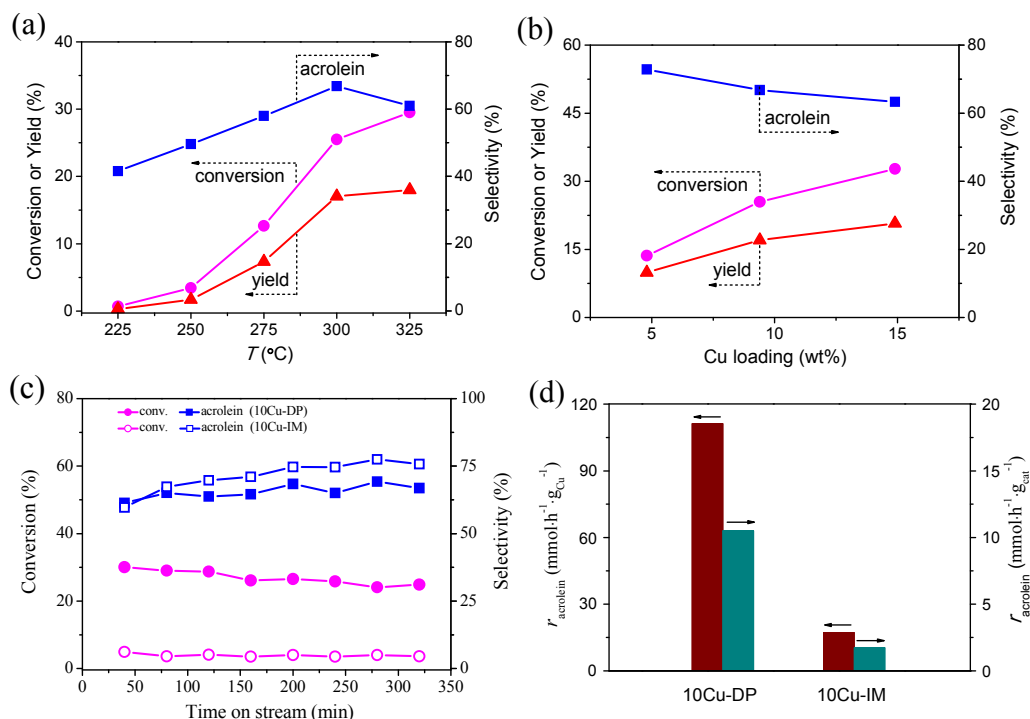 (a)
40
30
20
10
0
Conversion or Yield (%)
80
60
40
20
0
Selectivity (%)
acrolein
conversion
yield
225 250 275 300 325
T (°C)
(b)
60
45
30
15
0
Conversion or Yield (%)
80
60
40
20
0
Selectivity (%)
acrolein
conversion
yield
5 10 15
Cu loading (wt%)
(c)
80
60
40
20
0
Conversion (%)
100
75
50
25
0
Selectivity (%)
conv. acrolein (10Cu-DP)
conv. acrolein (10Cu-IM)
0 50 100 150 200 250 300 350
Time on stream (min)
(d)
120
90
60
30
0
r acrolein (mmol·h⁻¹·gCu⁻¹)
20
15
10
5
0
r acrolein (mmol·h⁻¹·gcat⁻¹)
10Cu-DP 10Cu-IM